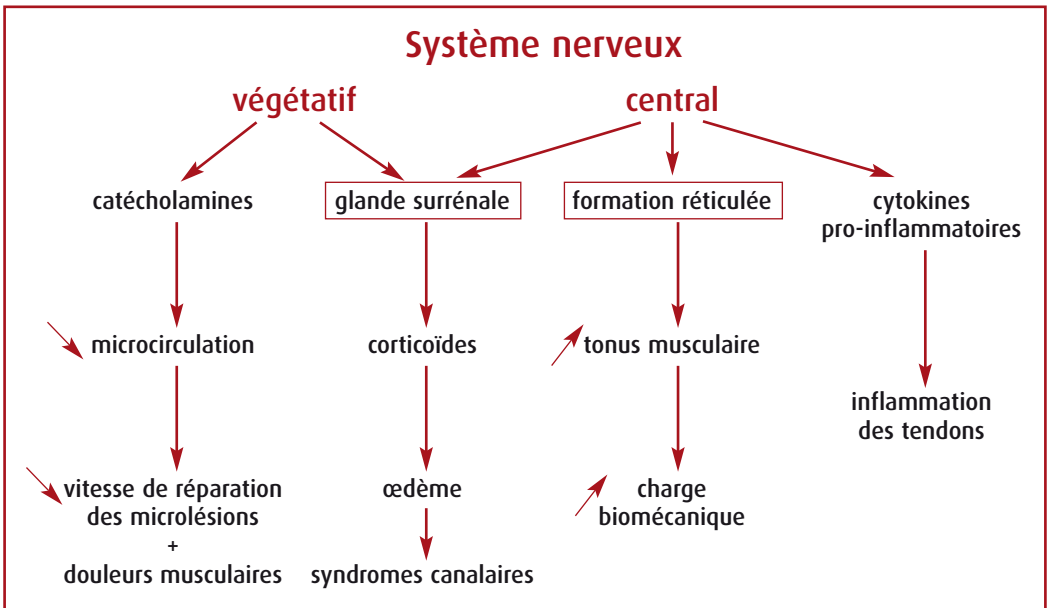 Système nerveux
végétatif
central
catécholamines
glande surrénale
formation réticulée
cytokines
pro-inflammatoires
microcirculation
corticoïdes
tonus musculaire
inflammation
des tendons
vitesse de réparation
des microlésions
+
douleurs musculaires
œdème
syndromes canalaires
charge
biomécanique